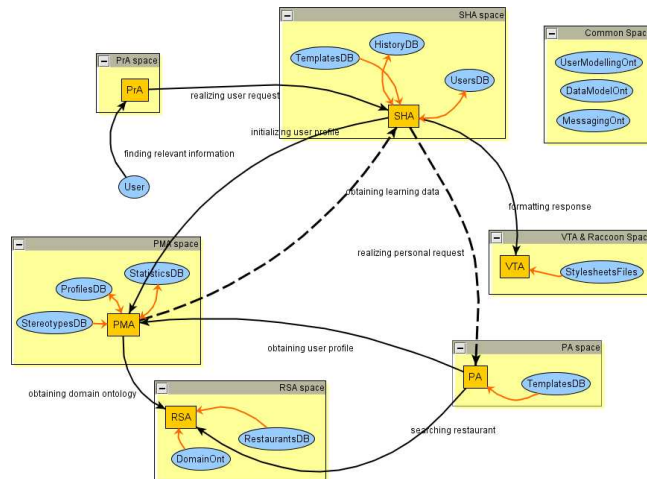 SHA space
Common Spac
HistoryDB
TemplatesDB
UsersDB
SHA
UserModellingOnt
DataModelOnt
MessagingOnt
PrA space
PrA
realizing user request
initializing user profile
finding relevant information
User
obtaining learning data
formatting response
realizing personal request
PMA space
StatisticsDB
ProfilesDB
StereotypesDB
PMA
VTA & Raccoon Spac
VTA
StylesheetsFiles
obtaining user profile
PA space
PA
TemplatesDB
obtaining domain ontology
RSA space
RSA
RestaurantsDB
DomainOnt
searching restaurant